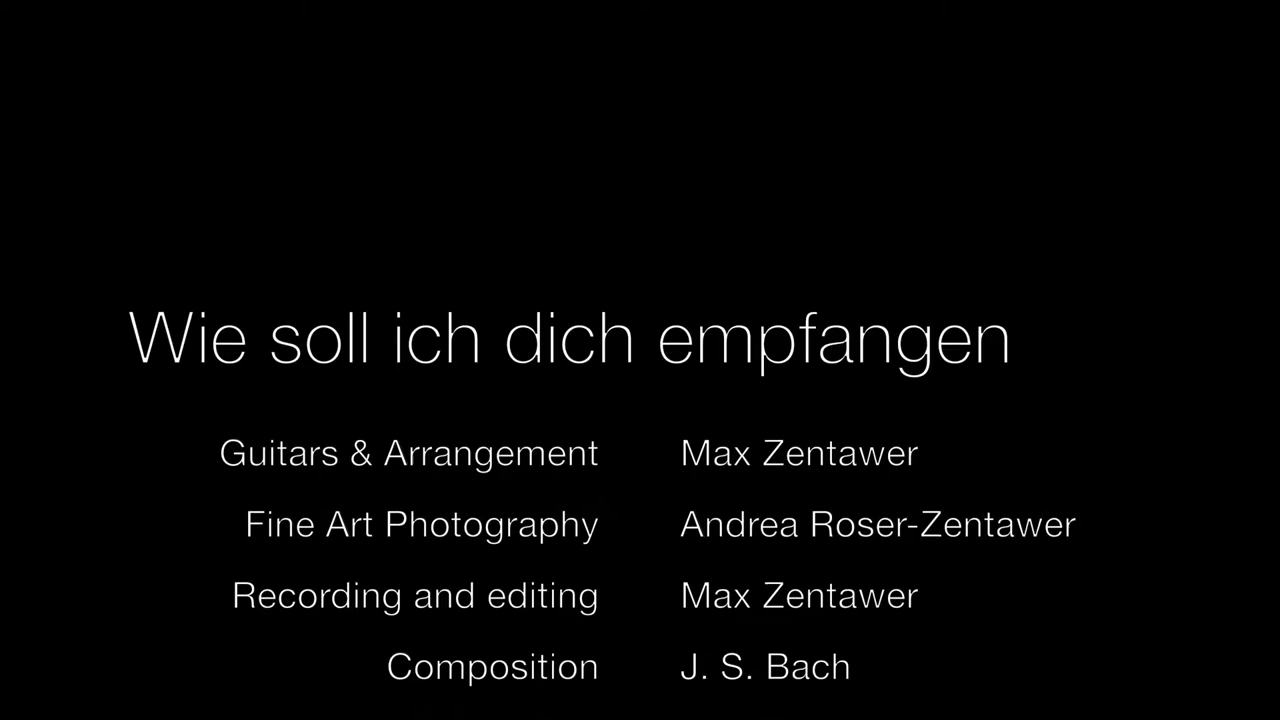 Wie soll ich dich empfangen
Guitars & Arrangement Max Zentawer
Fine Art Photography Andrea Roser-Zentawer
Recording and editing Max Zentawer
Composition J. S. Bach